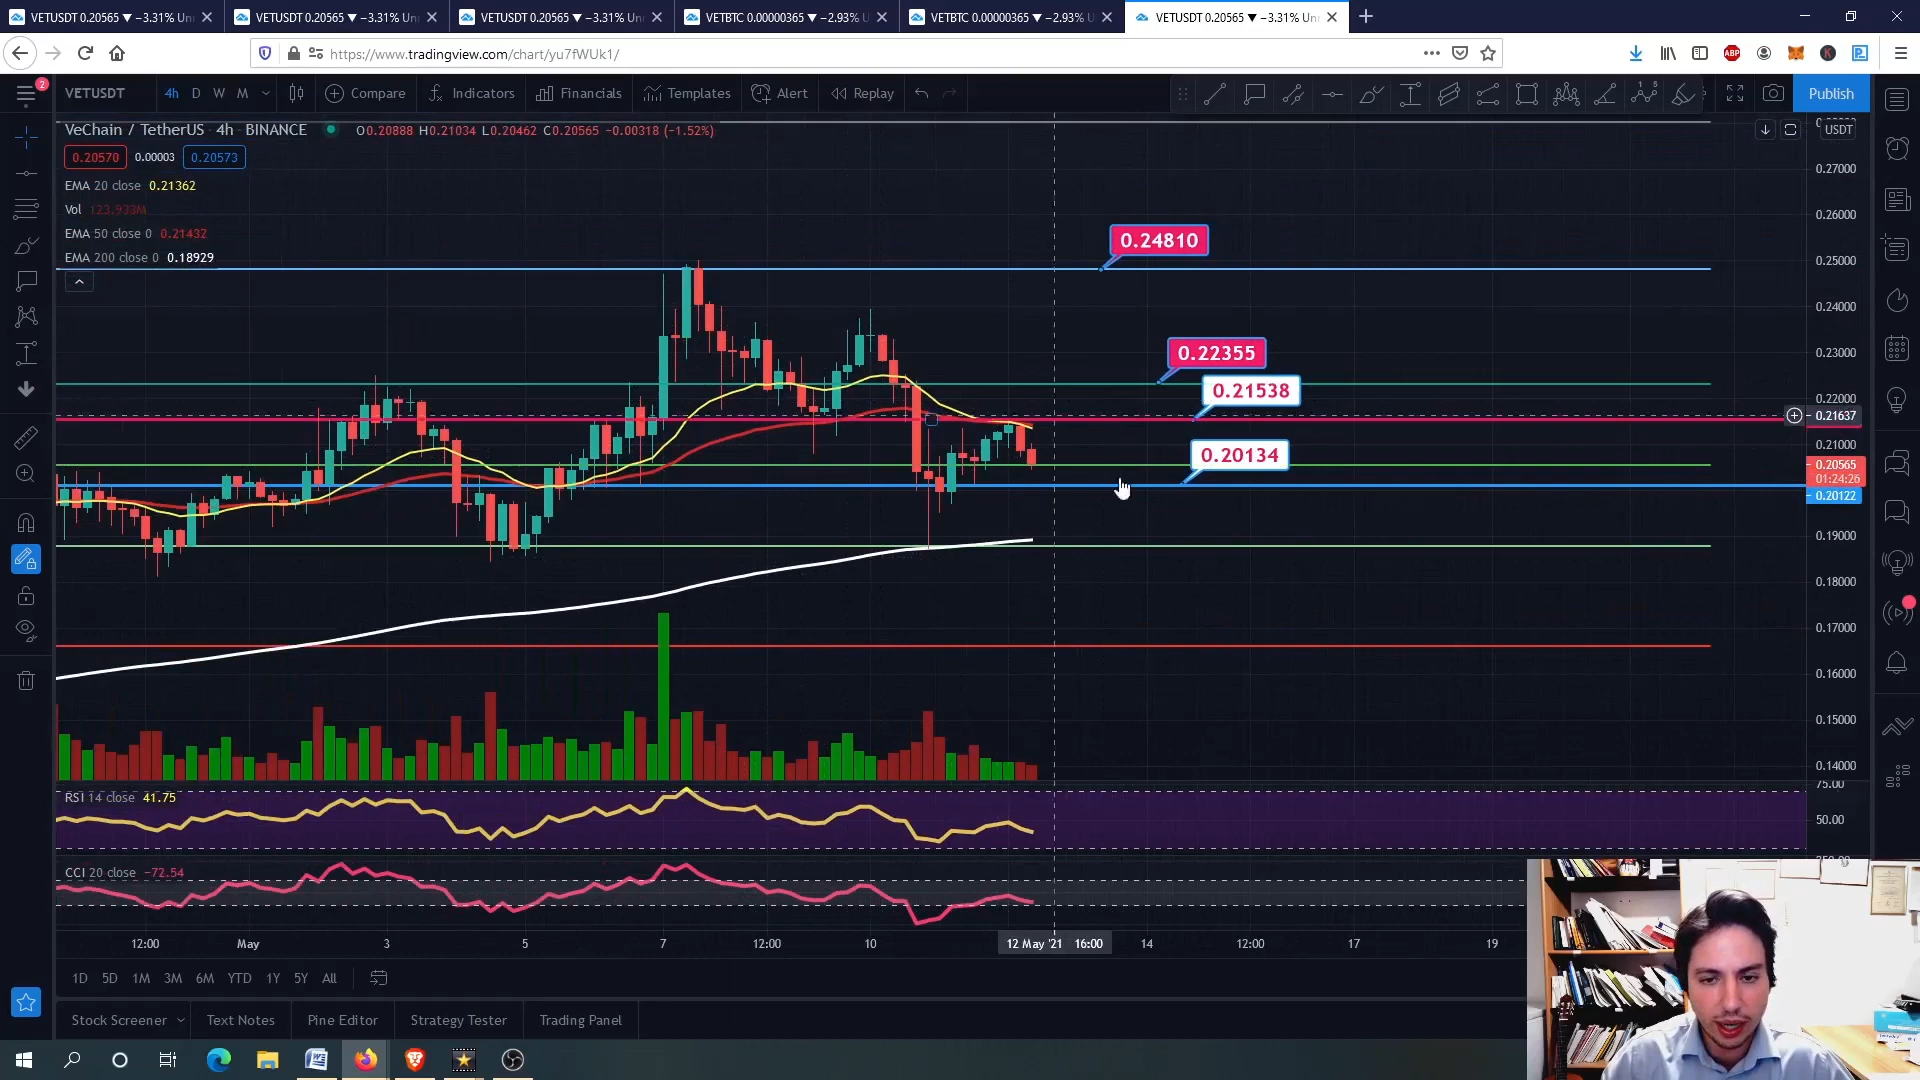 VETUSDT 0.20565 ▼ −3.31% Un
VETUSDT 0.20565 ▼ −3.31% Un
VETUSDT 0.20565 ▼ −3.31% Un
VETBTC 0.00000365 ▼ −2.93% U
VETBTC 0.00000365 ▼ −2.93% U
VETUSDT 0.20565 ▼ −3.31% Un
https://www.tradingview.com/chart/yu7fWUk1/
ABP
K
2
VETUSDT 4h D W M Compare Indicators Financials Templates Alert Replay Publish
VeChain / TetherUS 4h BINANCE O0.20888 H0.21034 L0.20462 C0.20565 −0.00318 (−1.52%)
USDT
0.20570 0.00003 0.20573
EMA 20 close 0.21362
Vol 123.933M
EMA 50 close 0 0.21432
EMA 200 close 0 0.18929
0.24810
0.22355
0.21538
0.20134
0.27000
0.26000
0.25000
0.24000
0.23000
0.22000
0.21637
0.21000
0.20565
01:24:26
0.20122
0.19000
0.18000
0.17000
0.16000
0.15000
0.14000
75.00
RSI 14 close 41.75
50.00
CCI 20 close −72.54
12:00 May 3 5 7 12:00 10 12 May '21 16:00 14 12:00 17 19
1D 5D 1M 3M 6M YTD 1Y 5Y All
Stock Screener Text Notes Pine Editor Strategy Tester Trading Panel